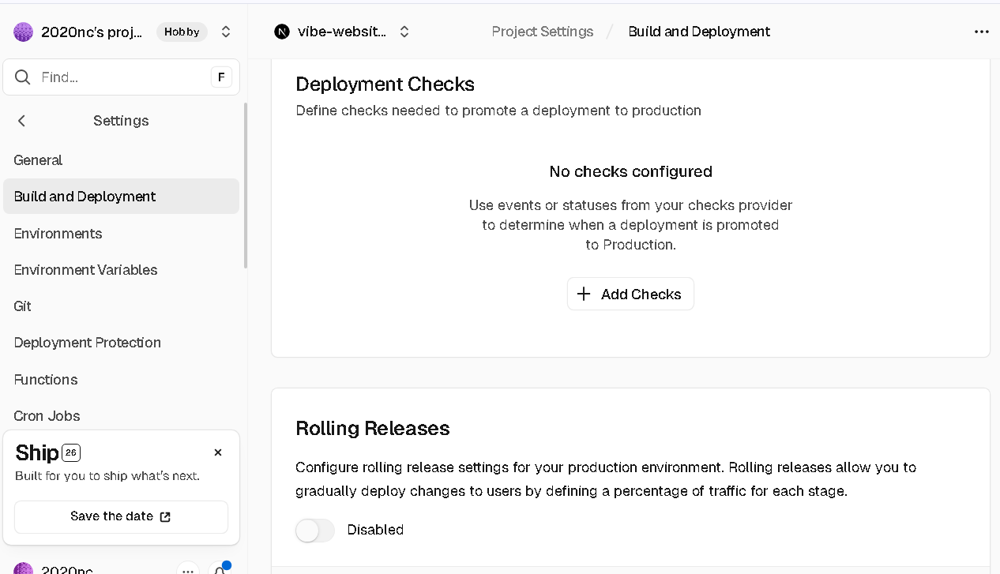 2020nc's proj... Hobby
vibe-websit...
Project Settings / Build and Deployment
Find... F
Settings
General
Build and Deployment
Environments
Environment Variables
Git
Deployment Protection
Functions
Cron Jobs
Ship 26
Built for you to ship what's next.
Save the date
2020nc
Deployment Checks
Define checks needed to promote a deployment to production
No checks configured
Use events or statuses from your checks provider
to determine when a deployment is promoted
to Production.
Add Checks
Rolling Releases
Configure rolling release settings for your production environment. Rolling releases allow you to
gradually deploy changes to users by defining a percentage of traffic for each stage.
Disabled